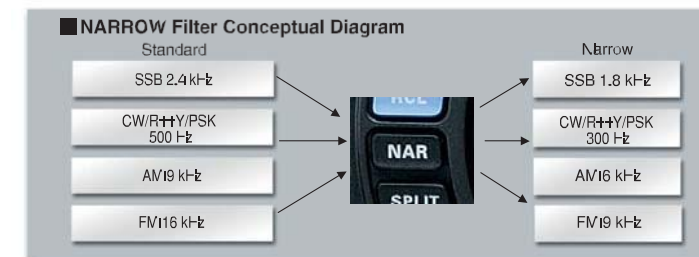 NARROW Filter Conceptual Diagram
Standard
Narrow
SSB 2.4 kHz
SSB 1.8 kHz
CW/RTTY/PSK
500 Hz
CW/RTTY/PSK
300 Hz
AM 9 kHz
AM 6 kHz
FM 16 kHz
FM 9 kHz
RCL
NAR
SPLIT